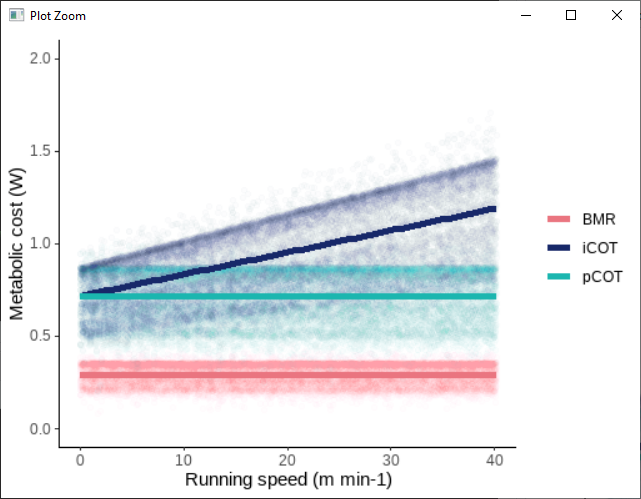 Plot Zoom
2.0
1.5
1.0
0.5
0.0
Metabolic cost (W)
0 10 20 30 40
Running speed (m min-1)
BMR
iCOT
pCOT